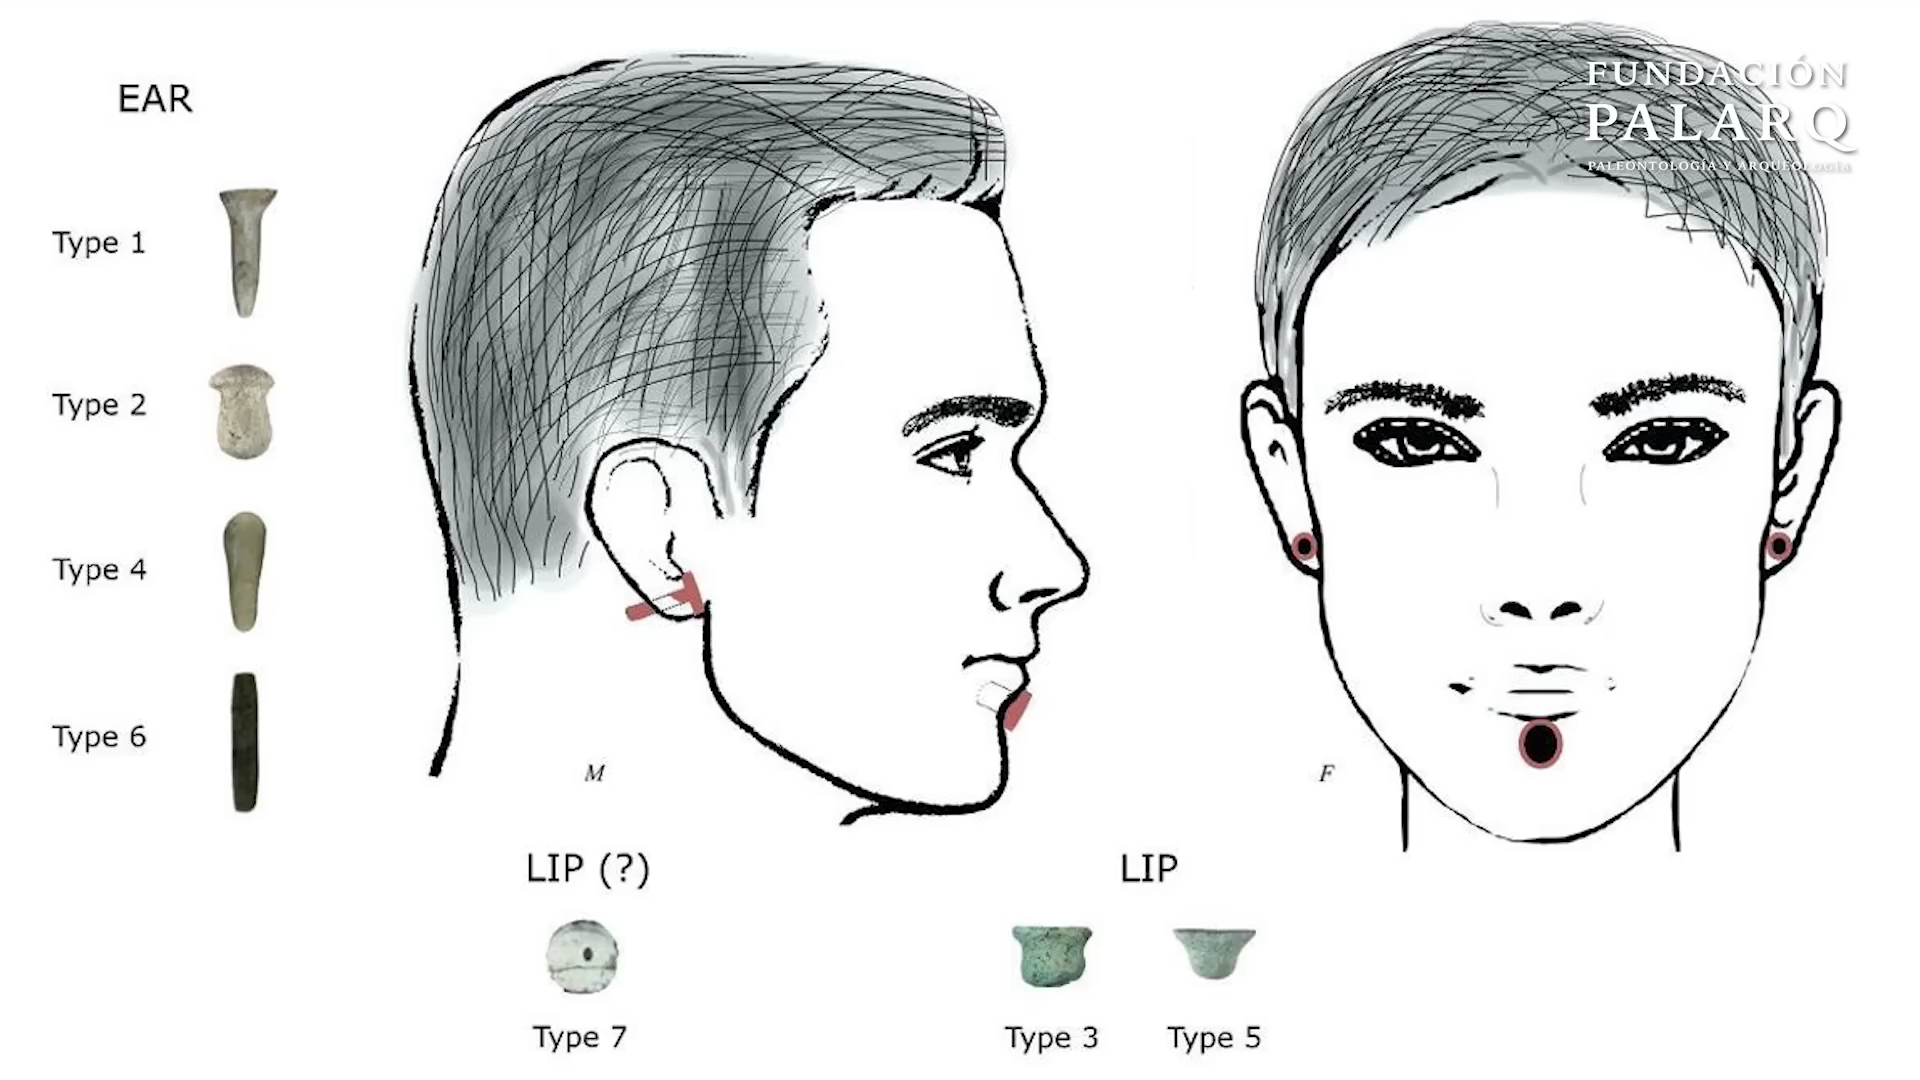 FUNDACIÓN
PALARQ
PALEONTOLOGÍA Y ARQUEOLOGÍA
EAR
Type 1
Type 2
Type 4
Type 6
M
F
LIP (?)
LIP
Type 7
Type 3
Type 5